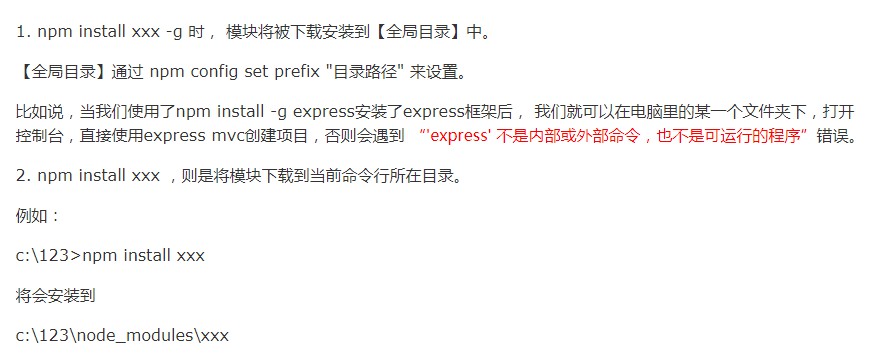 1. npm install xxx -g 时， 模块将被下载安装到【全局目录】中。
【全局目录】通过 npm config set prefix "目录路径" 来设置。
比如说，当我们使用了npm install -g express安装了express框架后， 我们就可以在电脑里的某一个文件夹下，打开
控制台，直接使用express mvc创建项目，否则会遇到 “'express' 不是内部或外部命令，也不是可运行的程序”错误。
2. npm install xxx ，则是将模块下载到当前命令行所在目录。
例如：
c:\123>npm install xxx
将会安装到
c:\123\node_modules\xxx